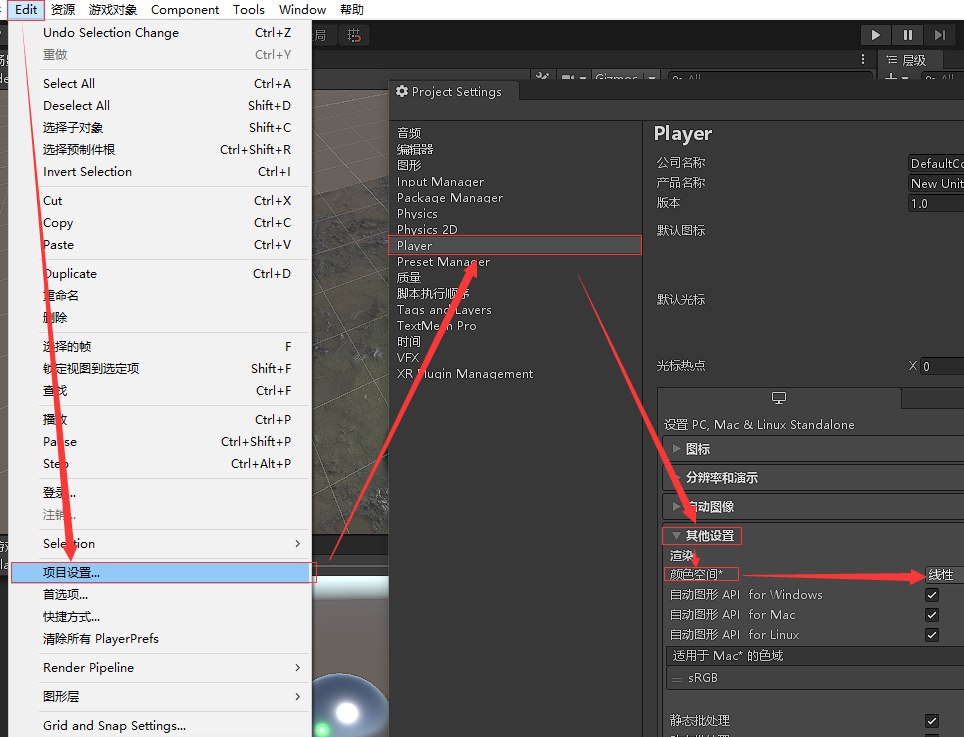 Edit 资源 游戏对象 Component Tools Window 帮助
Undo Selection Change Ctrl+Z
重做 Ctrl+Y
Select All Ctrl+A
Deselect All Shift+D
选择子对象 Shift+C
选择预制件根 Ctrl+Shift+R
Invert Selection Ctrl+I
Cut Ctrl+X
Copy Ctrl+C
Paste Ctrl+V
Duplicate Ctrl+D
重命名
删除
选择的帧 F
锁定视图到选定项 Shift+F
查找 Ctrl+F
播放 Ctrl+P
Pause Ctrl+Shift+P
Step Ctrl+Alt+P
登录...
注销...
Selection
项目设置...
首选项...
快捷方式...
清除所有 PlayerPrefs
Render Pipeline
图形层
Grid and Snap Settings...
局
层级
Gizmos All All
Project Settings
音频
编辑器
图形
Input Manager
Package Manager
Physics
Physics 2D
Player
Preset Manager
质量
脚本执行顺序
Tags and Layers
TextMesh Pro
时间
VFX
XR Plugin Management
Player
公司名称 DefaultCo
产品名称 New Unit
版本 1.0
默认图标
默认光标
光标热点 X 0
设置 PC, Mac & Linux Standalone
图标
分辨率和演示
启动图像
其他设置
渲染
颜色空间* 线性
自动图形 API for Windows
自动图形 API for Mac
自动图形 API for Linux
适用于 Mac* 的色域
sRGB
静态批处理